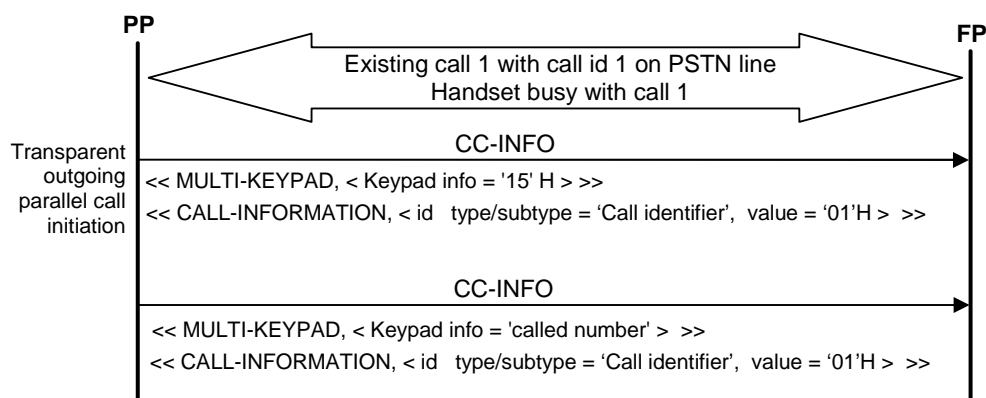 PP
FP
Existing call 1 with call id 1 on PSTN line
Handset busy with call 1
CC-INFO
Transparent
outgoing
parallel call
initiation
<< MULTI-KEYPAD, < Keypad info = '15' H > >>
<< CALL-INFORMATION, < id type/subtype = ‘Call identifier’, value = ‘01’H > >>
CC-INFO
<< MULTI-KEYPAD, < Keypad info = 'called number' > >>
<< CALL-INFORMATION, < id type/subtype = ‘Call identifier’, value = ‘01’H > >>